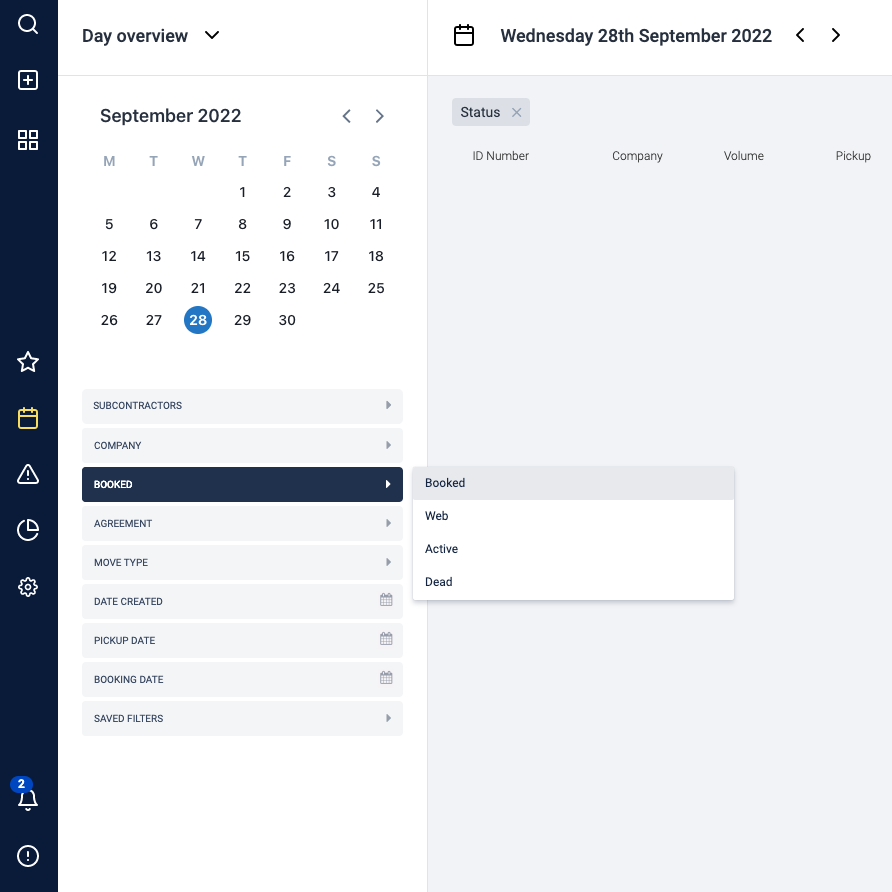 Day overview
Wednesday 28th September 2022
September 2022
M T W T F S S
1 2 3 4
5 6 7 8 9 10 11
12 13 14 15 16 17 18
19 20 21 22 23 24 25
26 27 28 29 30
SUBCONTRACTORS
COMPANY
BOOKED
AGREEMENT
MOVE TYPE
DATE CREATED
PICKUP DATE
BOOKING DATE
SAVED FILTERS
Status
ID Number Company Volume Pickup
Booked
Web
Active
Dead
2